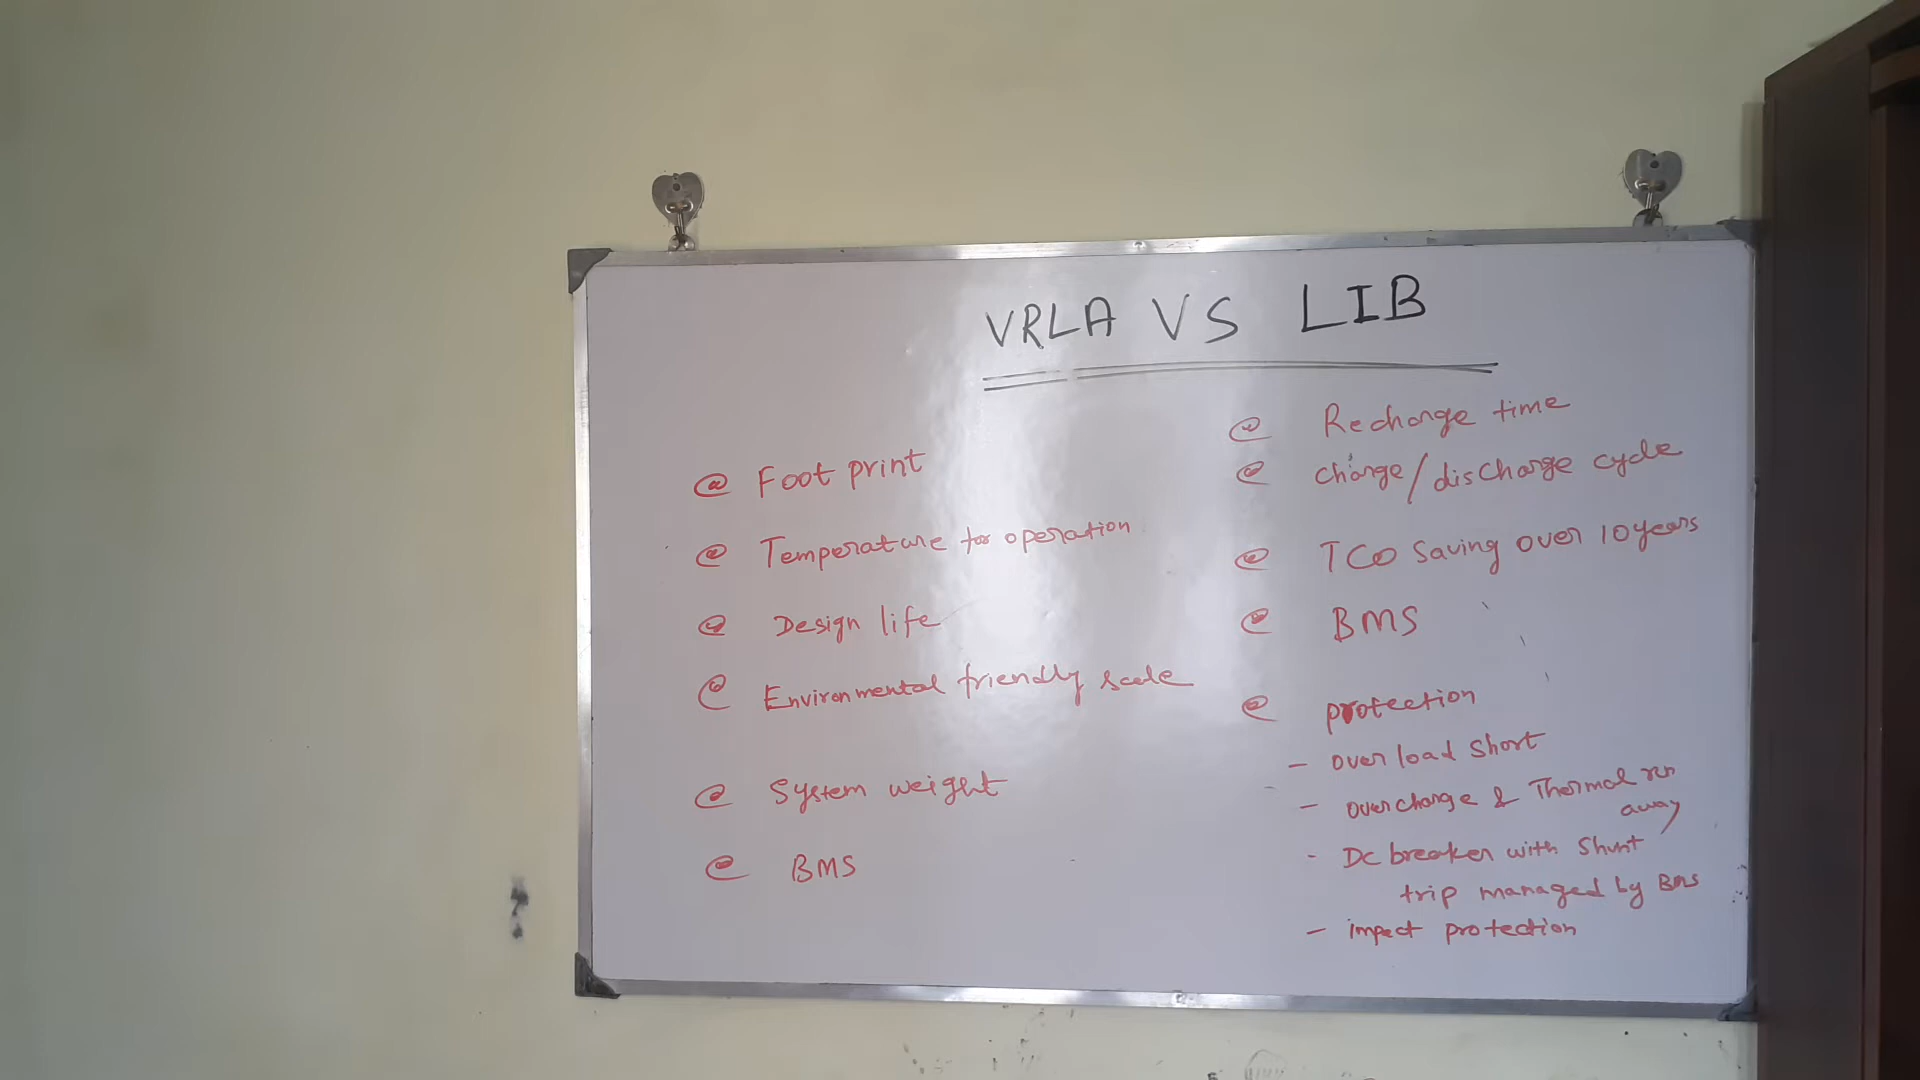 VRLA VS LIB
@ Foot print
@ Temperature for operation
@ Design life
@ Environmental friendly scale
@ System weight
@ BMS
@ Recharge time
@ charge/discharge cycle
@ TCO Saving over 10 years
@ BMS
@ protection
- over load short
- over charge & Thermal run
away
- DC breaker with shunt
trip managed by BMS
- impact protection